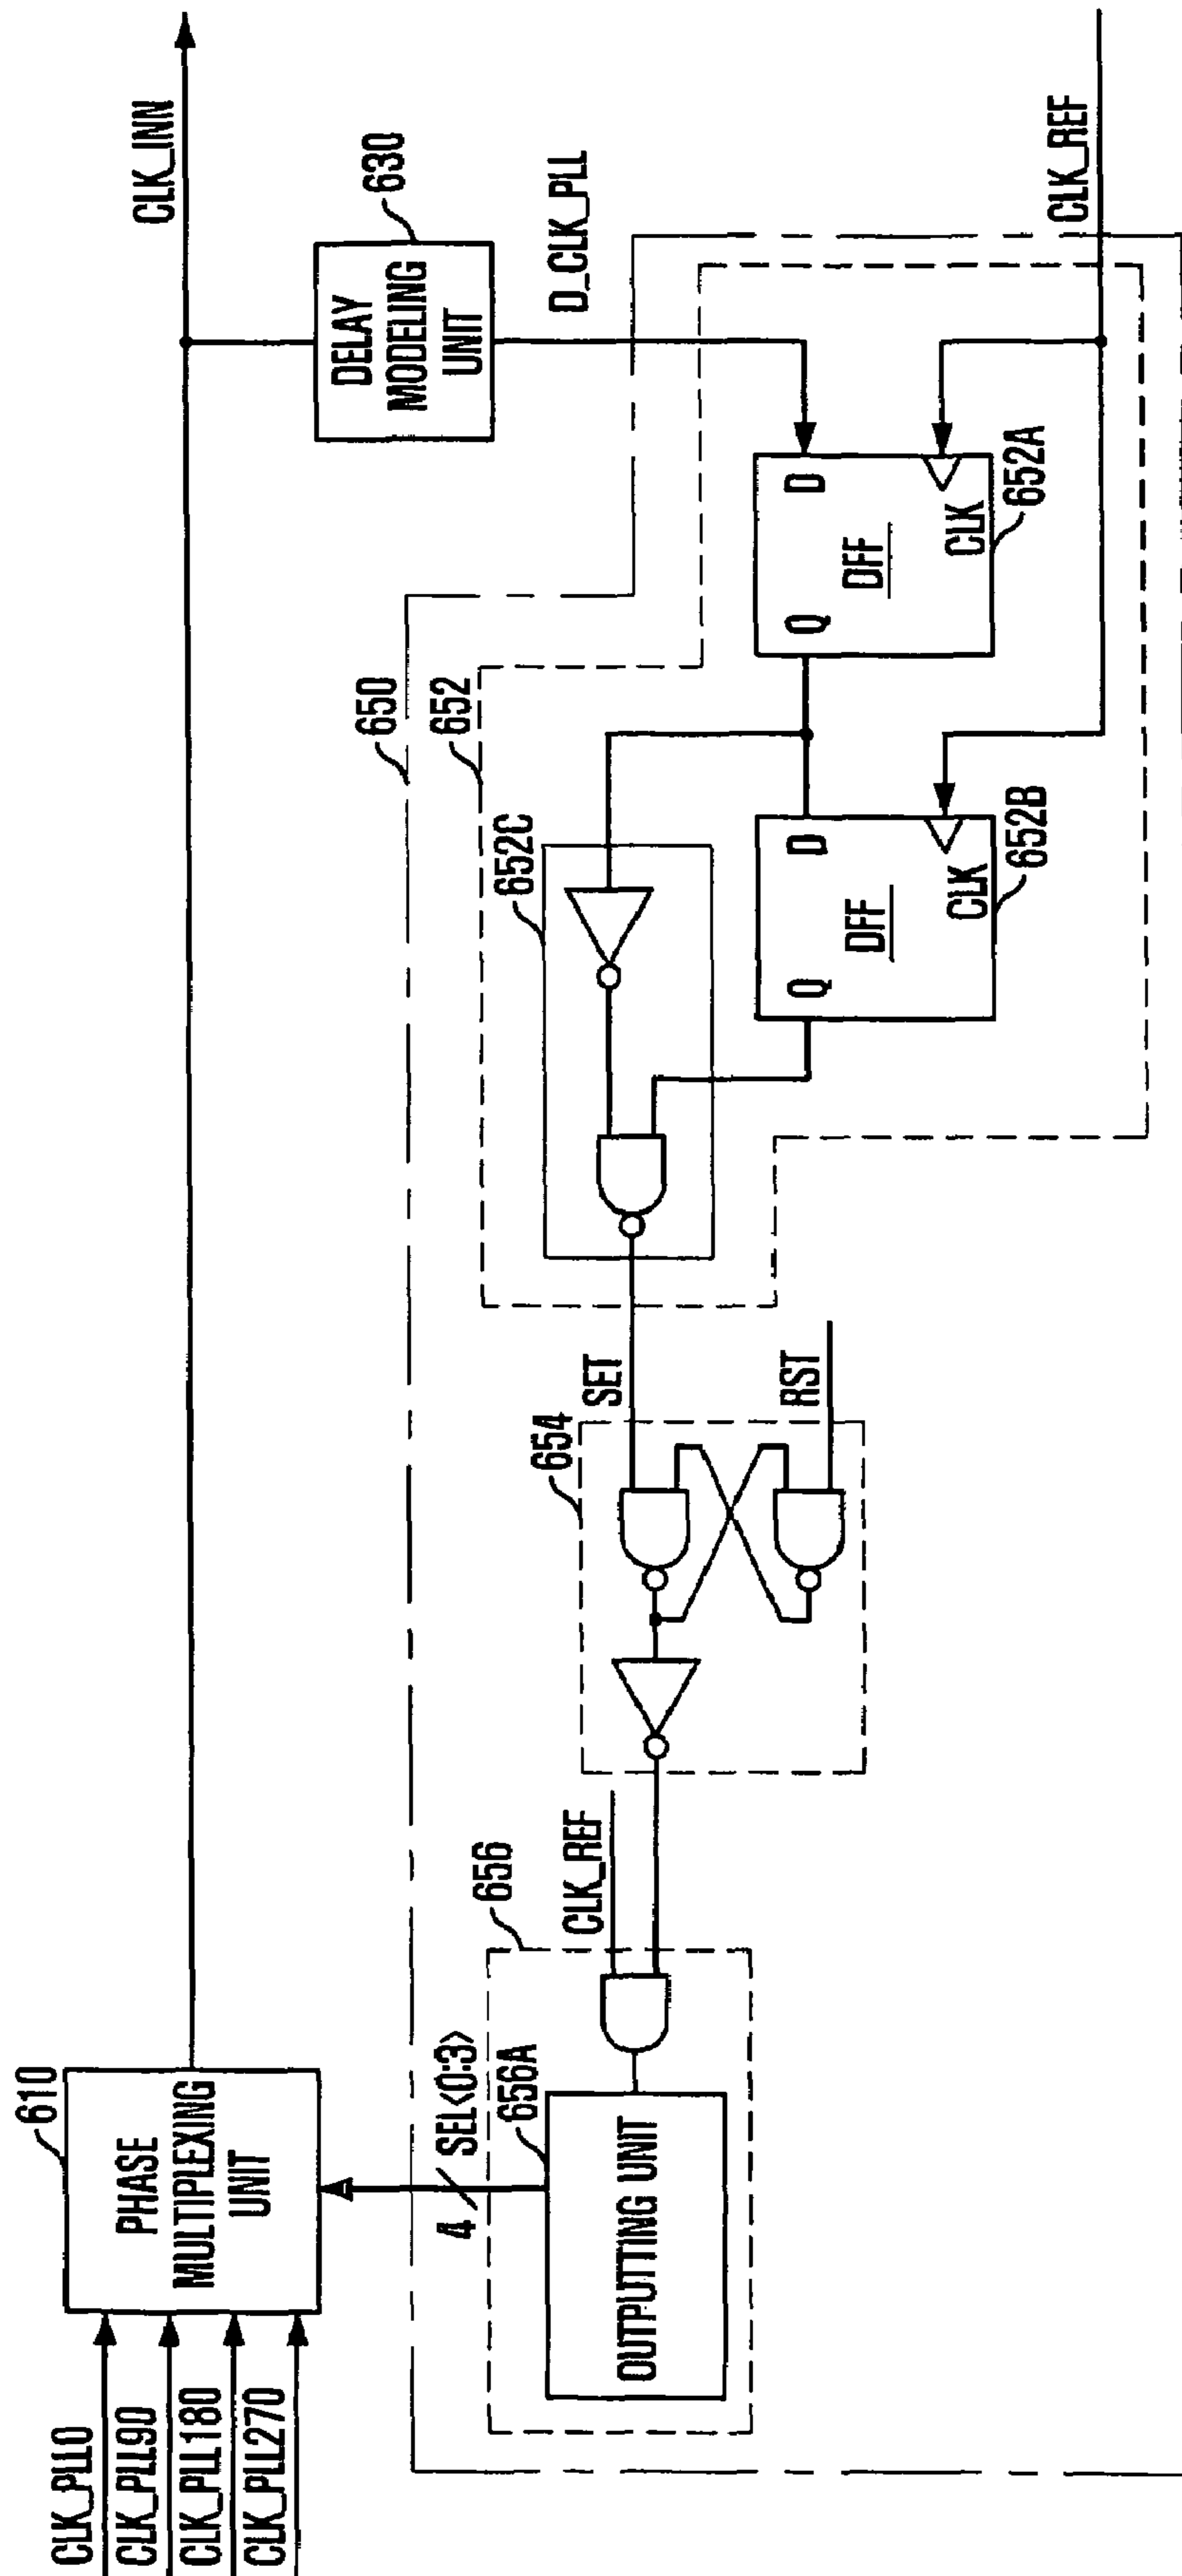 CLK_PLL0
CLK_PLL90
CLK_PLL180
CLK_PLL270
610
PHASE
MULTIPLEXING
UNIT
CLK_INN
630
DELAY
MODELING
UNIT
D_CLK_PLL
650
652
652C
4
SEL<0:3>
656
656A
OUTPUTTING UNIT
CLK_REF
654
SET
RST
Q
D
DFF
CLK
652B
Q
D
DFF
CLK
652A
CLK_REF